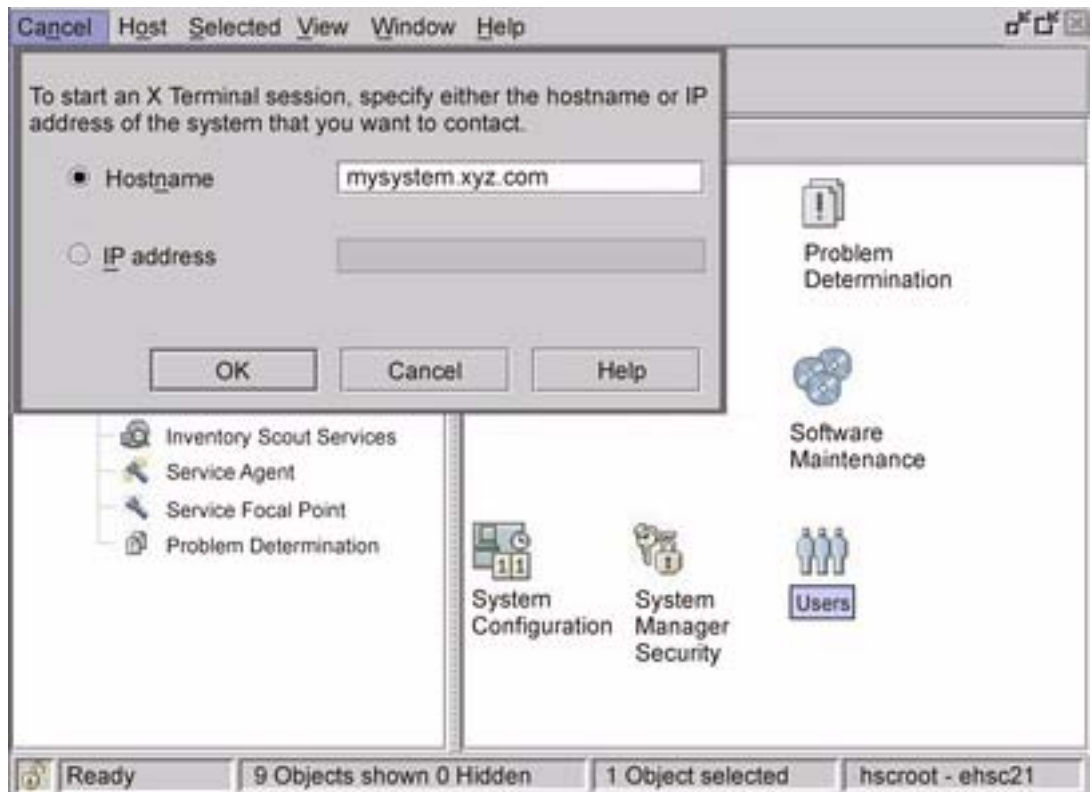 Cancel Host Selected View Window Help
To start an X Terminal session, specify either the hostname or IP
address of the system that you want to contact.
Hostname mysystem.xyz.com
IP address
OK Cancel Help
Inventory Scout Services
Service Agent
Service Focal Point
Problem Determination
Problem
Determination
Software
Maintenance
System
Configuration
System
Manager
Security
Users
Ready 9 Objects shown 0 Hidden 1 Object selected hscroot - ehsc21